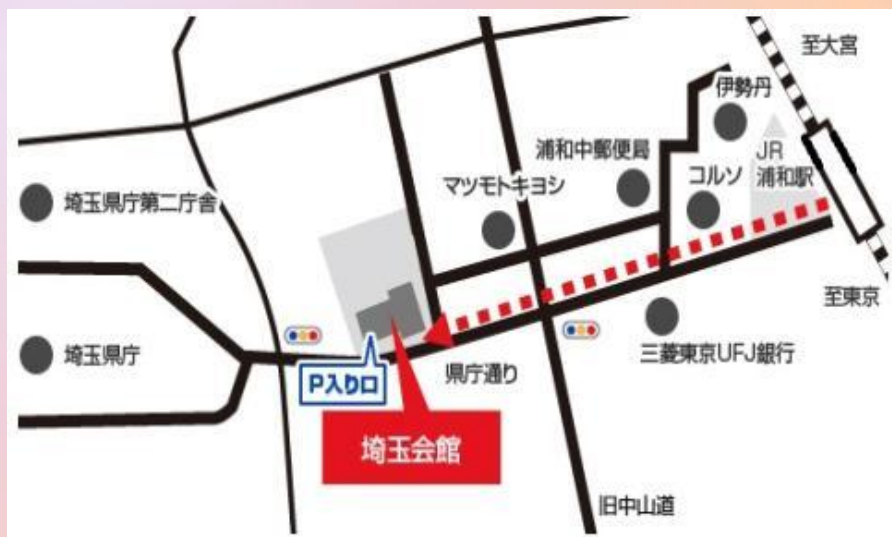 至大宮
伊勢丹
浦和中郵便局
JR
浦和駅
コルソ
マツモトキヨシ
埼玉県庁第二庁舎
至東京
埼玉県庁
三菱東京UFJ銀行
県庁通り
P入り口
埼玉会館
旧中山道